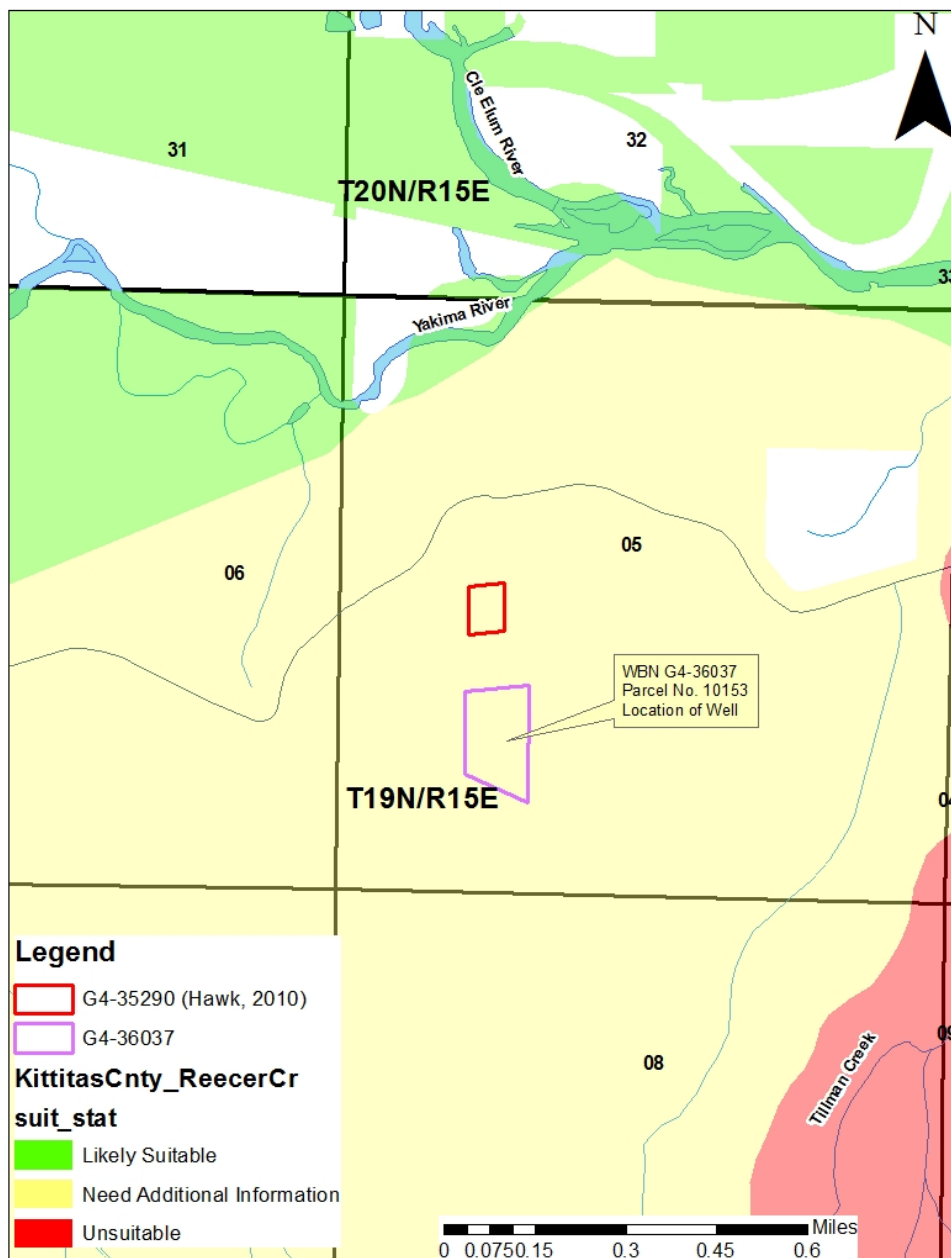 N
31
32
Cle Elum River
T20N/R15E
33
Yakima River
05
06
WBN G4-36037
Parcel No. 10153
Location of Well
T19N/R15E
04
Legend
G4-35290 (Hawk, 2010)
G4-36037
KittitasCnty_ReecerCr
suit_stat
Likely Suitable
Need Additional Information
Unsuitable
09
08
Tillman Creek
Miles
0 0.075 0.15 0.3 0.45 0.6